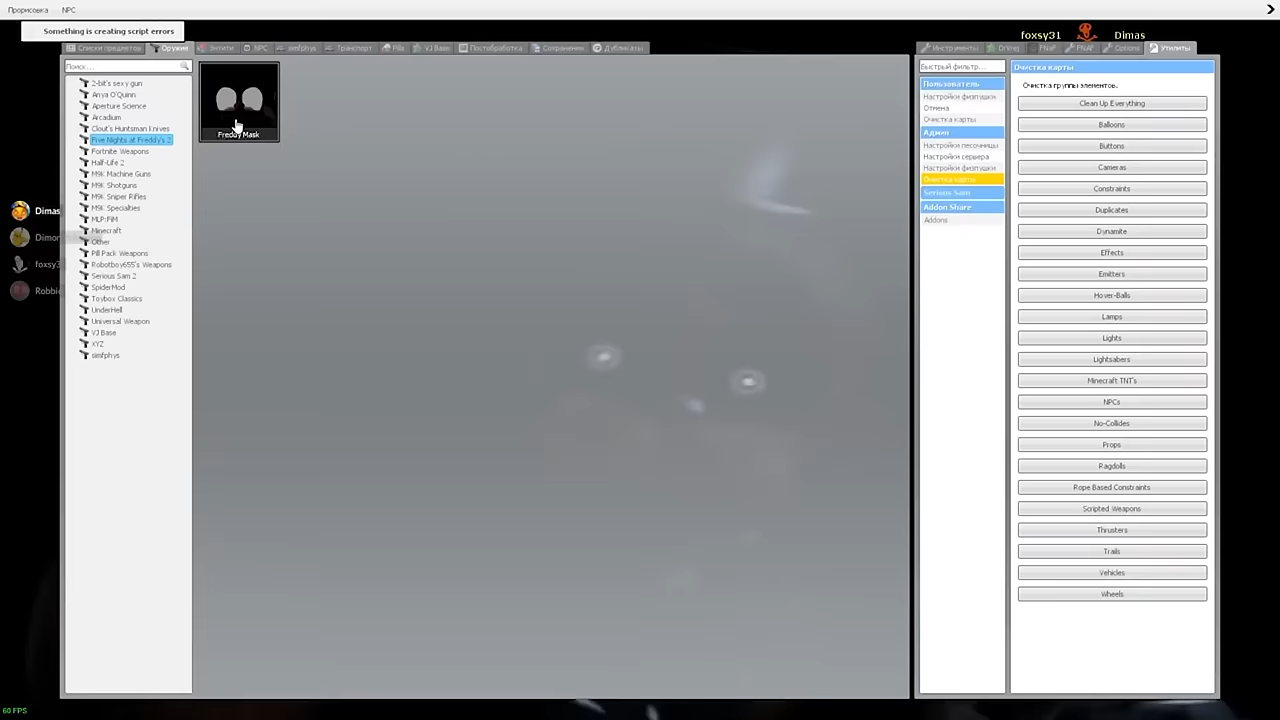 Прорисовка NPC
Something is creating script errors
foxsy31 Dimas
Списки предметов Оружие Энтити NPC simfphys Транспорт Pills VJ Base Постобработка Сохранения Дубликаты
Инструменты FNaF FNAF Options Утилиты
Поиск...
2-bit's sexy gun
Anya O'Quinn
Aperture Science
Arcadium
Clout's Huntsman Knives
Five Nights at Freddy's 2
Fortnite Weapons
Half-Life 2
M9K Machine Guns
M9K Shotguns
M9K Sniper Rifles
M9K Specialties
MLP:FiM
Minecraft
Other
Pill Pack Weapons
Robotboy655's Weapons
Serious Sam 2
SpiderMod
Toybox Classics
UnderHell
Universal Weapon
VJ Base
XYZ
simfphys
Freddy Mask
Dimas
Dimon
foxsy3
Robbie
Быстрый фильтр...
Пользователь
Настройки физпушки
Отмена
Очистка карты
Админ
Настройки песочницы
Настройки сервера
Настройки физпушки
Очистка карты
Serious Sam
Addon Share
Addons
Очистка карты
Очистка группы элементов.
Clean Up Everything
Balloons
Buttons
Cameras
Constraints
Duplicates
Dynamite
Effects
Emitters
Hover-Balls
Lamps
Lights
Lightsabers
Minecraft TNT's
NPCs
No-Collides
Props
Ragdolls
Rope Based Constraints
Scripted Weapons
Thrusters
Trails
Vehicles
Wheels
60 FPS